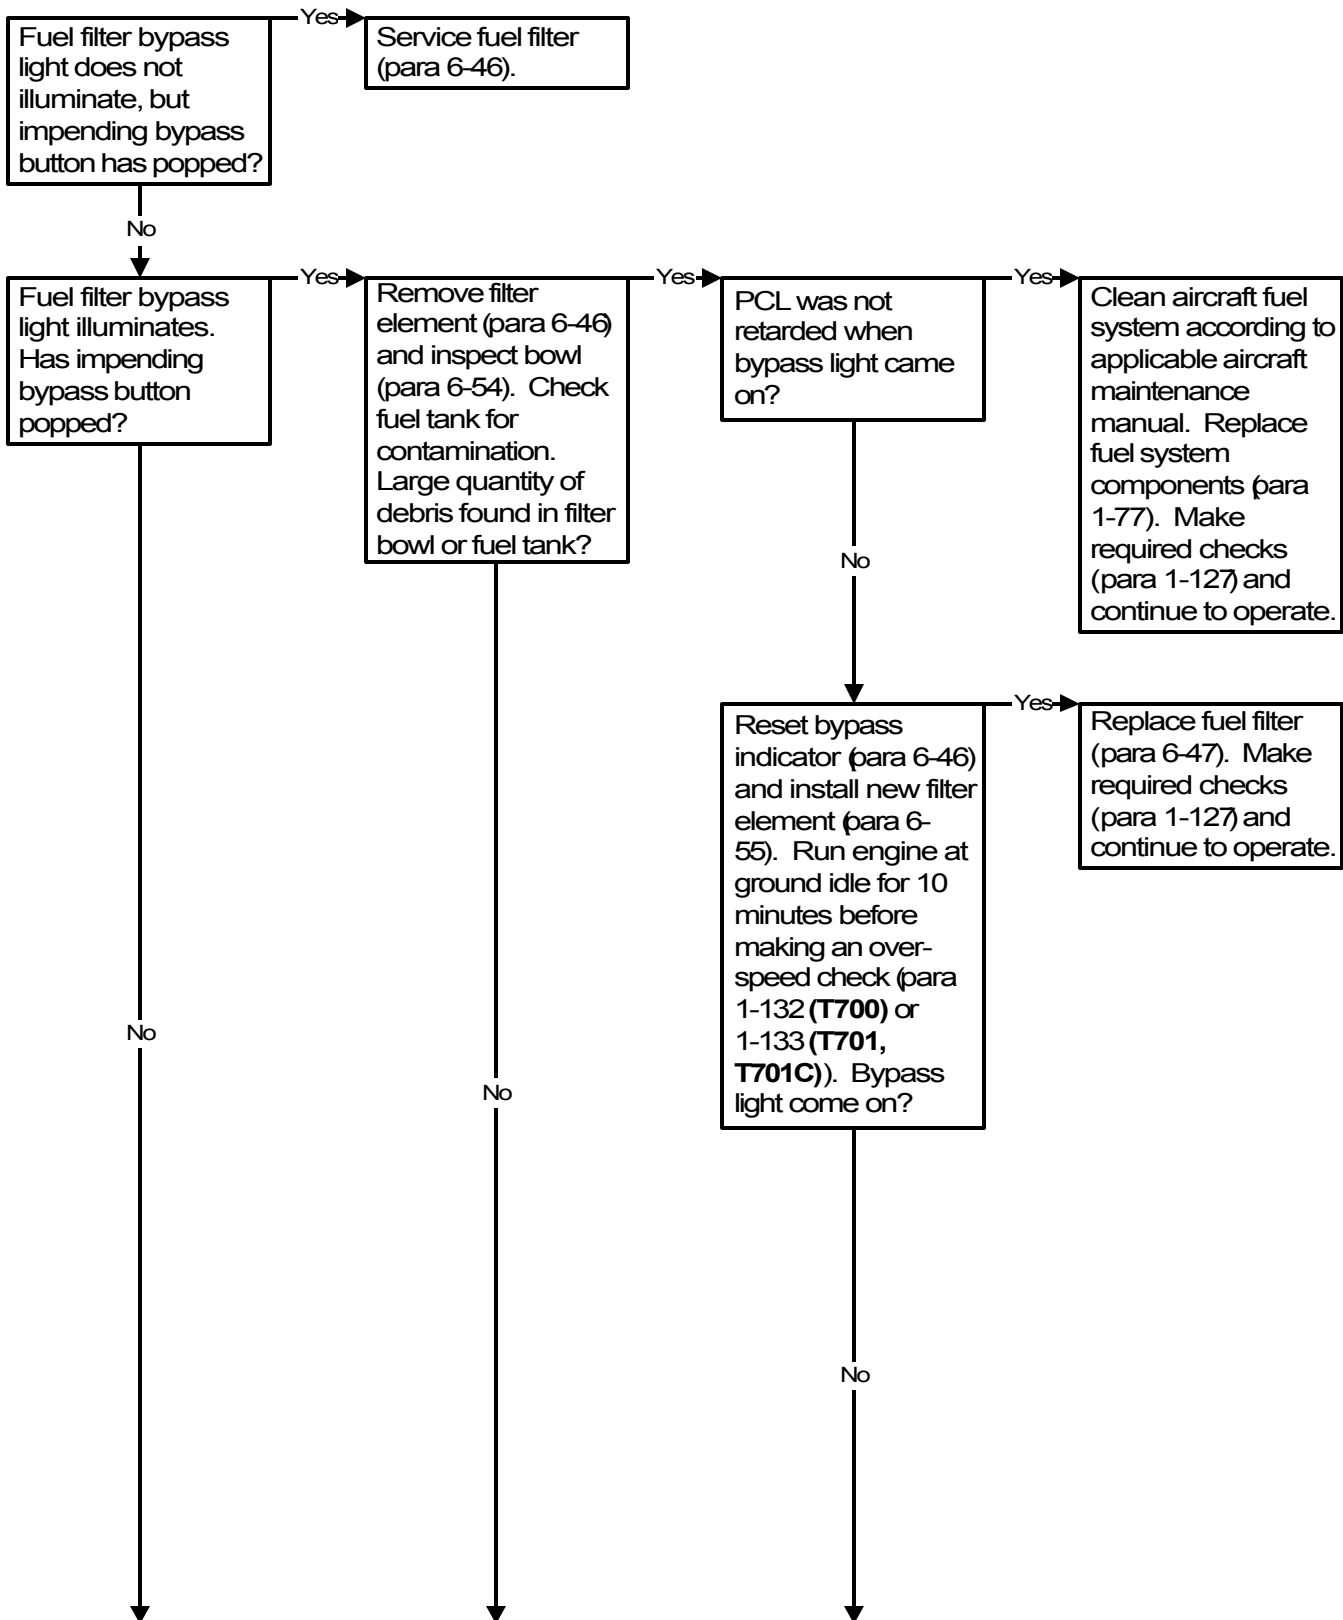 Fuel filter bypass
light does not
illuminate, but
impending bypass
button has popped?
Yes
Service fuel filter
(para 6-46).
No
Fuel filter bypass
light illuminates.
Has impending
bypass button
popped?
Yes
Remove filter
element (para 6-46)
and inspect bowl
(para 6-54).  Check
fuel tank for
contamination.
Large quantity of
debris found in filter
bowl or fuel tank?
Yes
PCL was not
retarded when
bypass light came
on?
Yes
Clean aircraft fuel
system according to
applicable aircraft
maintenance
manual.  Replace
fuel system
components (para
1-77).  Make
required checks
(para 1-127) and
continue to operate.
No
Reset bypass
indicator (para 6-46)
and install new filter
element (para 6-
55).  Run engine at
ground idle for 10
minutes before
making an over-
speed check (para
1-132 (T700) or
1-133 (T701,
T701C)).  Bypass
light come on?
Yes
Replace fuel filter
(para 6-47).  Make
required checks
(para 1-127) and
continue to operate.
No
No
No